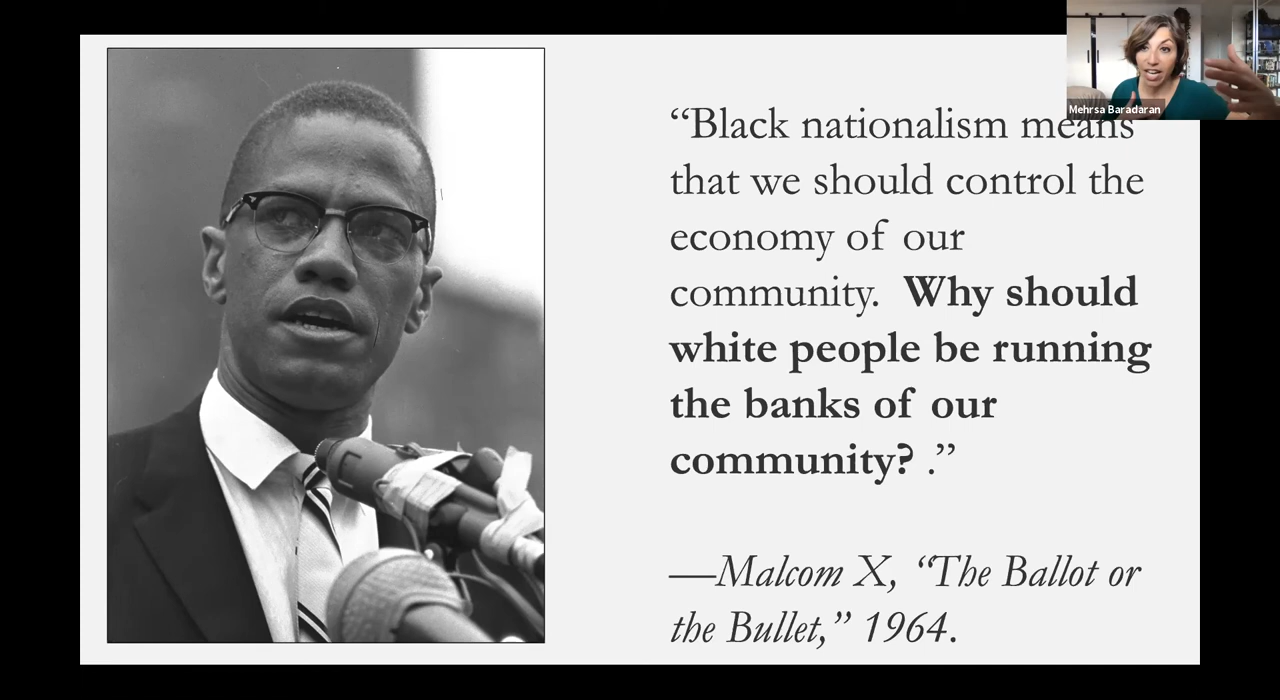 Mehrsa Baradaran
“Black nationalism means
that we should control the
economy of our
community.  Why should
white people be running
the banks of our
community? .”
—Malcom X, “The Ballot or
the Bullet,” 1964.